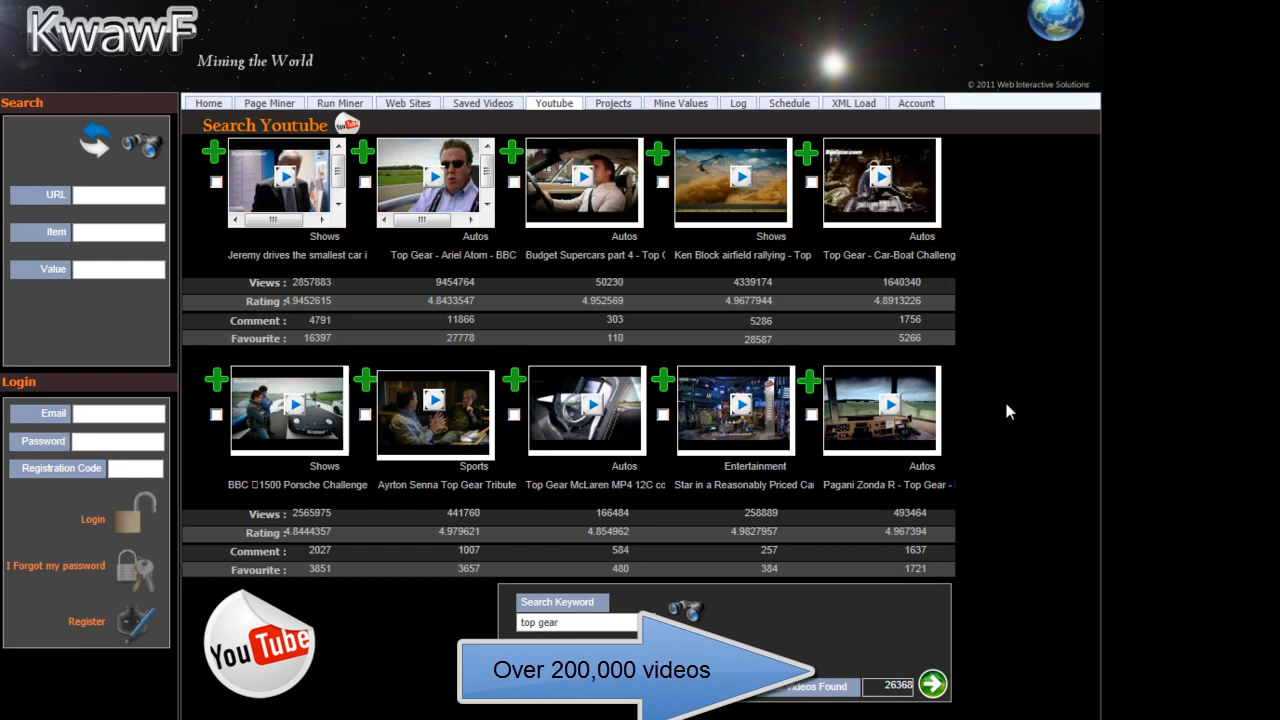 KwawF
Mining the World
© 2011 Web Interactive Solutions
Search
Home Page Miner Run Miner Web Sites Saved Videos Youtube Projects Mine Values Log Schedule XML Load Account
Search Youtube
URL
Item
Value
Shows Autos Autos Shows Autos
Jeremy drives the smallest car i Top Gear - Ariel Atom - BBC Budget Supercars part 4 - Top Ken Block airfield rallying - Top Top Gear - Car-Boat Challeng
Views : 2857883 9454764 50230 4339174 1640340
Rating :4.9452615 4.8433547 4.952569 4.9677944 4.8913226
Comment : 4791 11866 303 5286 1756
Favourite : 16397 27778 110 28587 5266
Login
Email
Password
Registration Code
Login
I Forgot my password
Register
Shows Sports Autos Entertainment Autos
BBC 1500 Porsche Challenge Ayrton Senna Top Gear Tribute Top Gear McLaren MP4 12C co Star in a Reasonably Priced Ca Pagani Zonda R - Top Gear -
Views : 2565975 441760 166484 258889 493464
Rating :4.8444357 4.979621 4.854962 4.9827957 4.967394
Comment : 2027 1007 584 257 1637
Favourite : 3851 3657 480 384 1721
You Tube
Search Keyword
top gear
Over 200,000 videos
Videos Found 26368